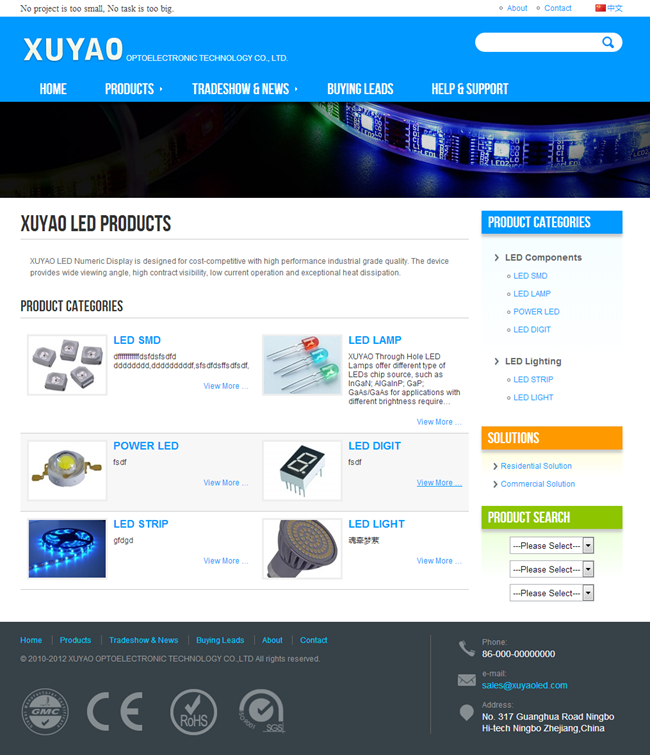 No project is too small, No task is too big.
About
Contact
中文
XUYAO OPTOELECTRONIC TECHNOLOGY CO., LTD.
HOME
PRODUCTS
TRADESHOW & NEWS
BUYING LEADS
HELP & SUPPORT
XUYAO LED PRODUCTS
XUYAO LED Numeric Display is designed for cost-competitive with high performance industrial grade quality. The device
provides wide viewing angle, high contract visibility, low current operation and exceptional heat dissipation.
PRODUCT CATEGORIES
LED SMD
dffffffffffffdsfdsfsdfd
dddddddd,dddddddddf,sfsdfdsffsdfsdf,
View More …
LED LAMP
XUYAO Through Hole LED
Lamps offer different type of
LEDs chip source, such as
InGaN; AlGaInP; GaP;
GaAs/GaAs for applications with
different brightness require…
View More …
POWER LED
fsdf
View More …
LED DIGIT
fsdf
View More …
LED STRIP
gfdgd
View More …
LED LIGHT
魂牵梦萦
View More …
PRODUCT CATEGORIES
LED Components
LED SMD
LED LAMP
POWER LED
LED DIGIT
LED Lighting
LED STRIP
LED LIGHT
SOLUTIONS
Residential Solution
Commercial Solution
PRODUCT SEARCH
---Please Select---
---Please Select---
---Please Select---
Home
Products
Tradeshow & News
Buying Leads
About
Contact
© 2010-2012 XUYAO OPTOELECTRONIC TECHNOLOGY CO.,LTD All rights reserved.
GMC
CE
RoHS
SGS
Phone:
86-000-00000000
e-mail:
sales@xuyaoled.com
Address:
No. 317 Guanghua Road Ningbo
Hi-tech Ningbo Zhejiang,China